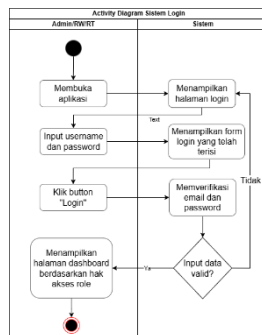 Activity Diagram Sistem Login
Admin/RW/RT
Sistem
Membuka
aplikasi
Menampilkan
halaman login
Text
Input username
dan password
Menampilkan form
login yang telah
terisi
Tidak
Klik button
"Login"
Memverifikasi
email dan
password
Menampilkan
halaman dashboard
berdasarkan hak
akses role
Ya
Input data
valid?